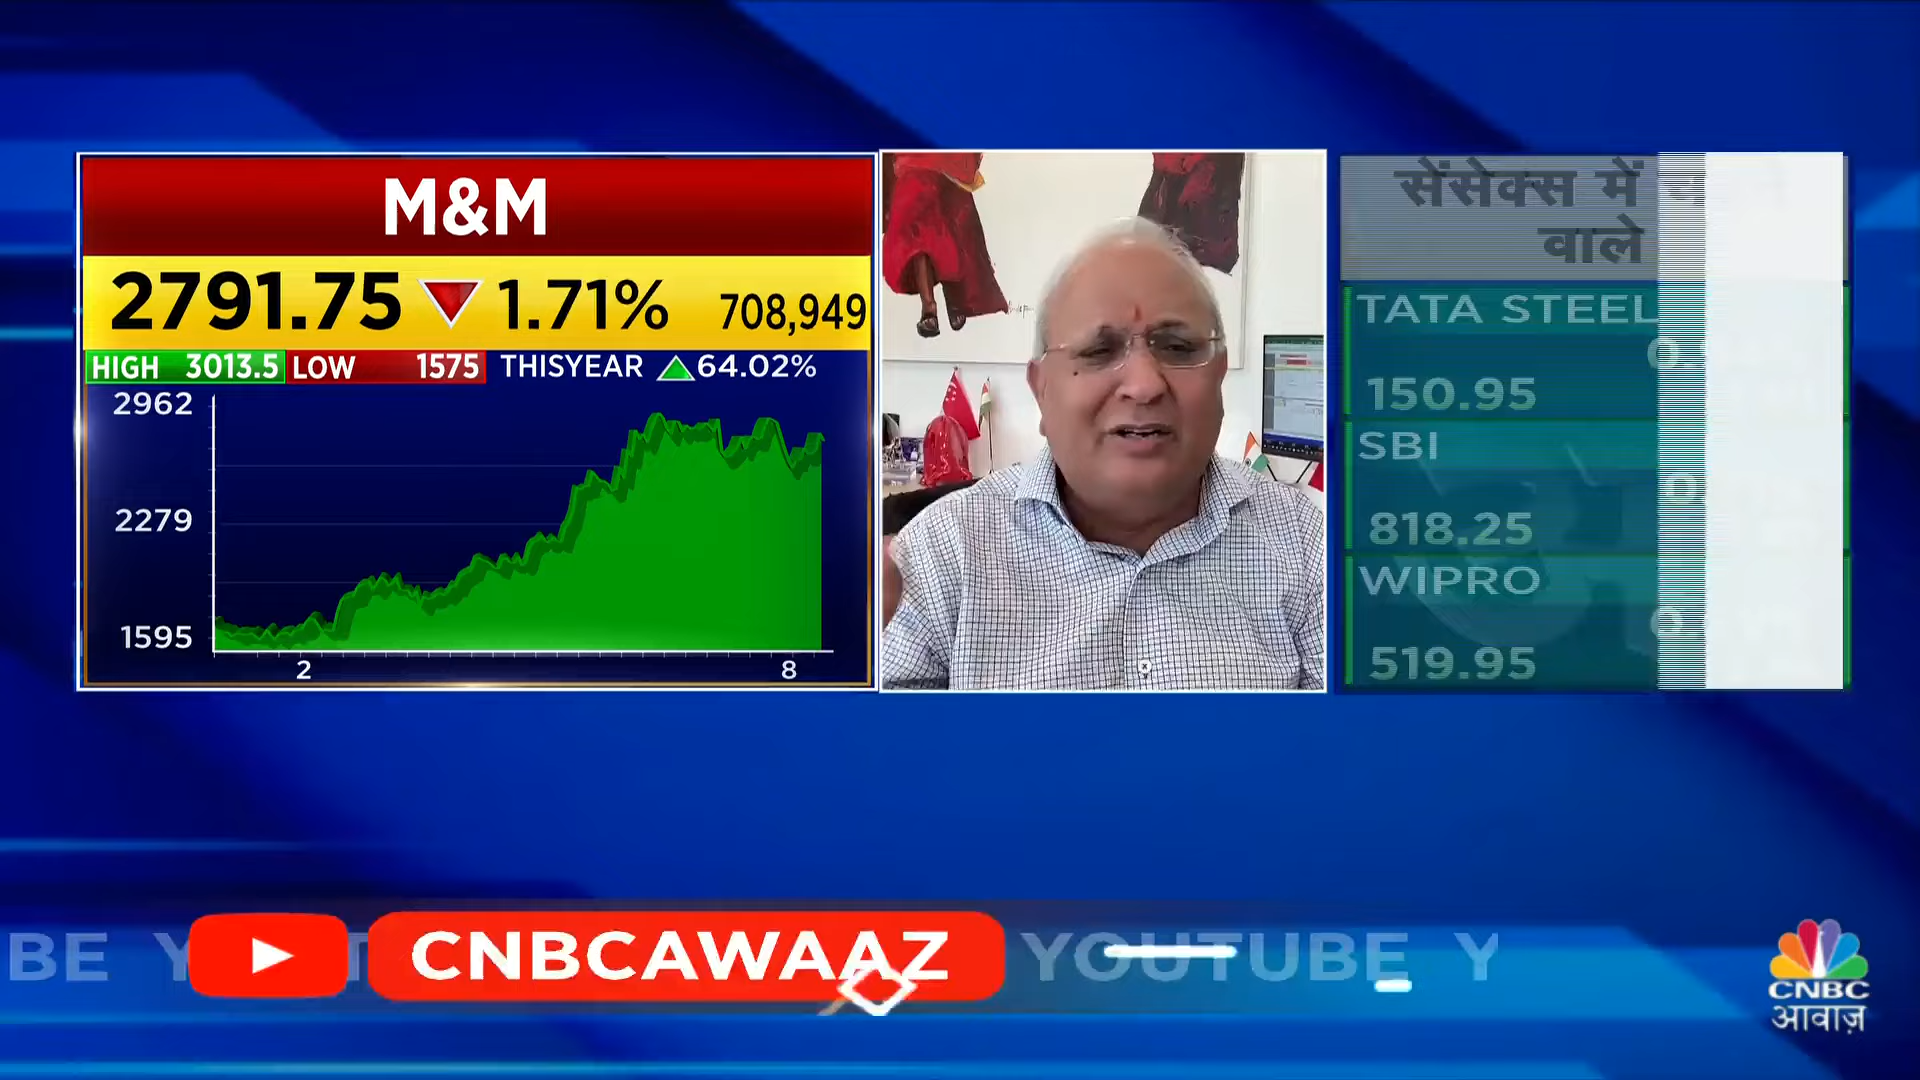 M&M
2791.75 1.71% 708,949
HIGH 3013.5 LOW 1575 THISYEAR 64.02%
2962
2279
1595
2 8
सेंसेक्स में
वाले
TATA STEEL
150.95
SBI
818.25
WIPRO
519.95
BE Y CNBCAWAAZ YOUTUBE Y
CNBC
आवाज़